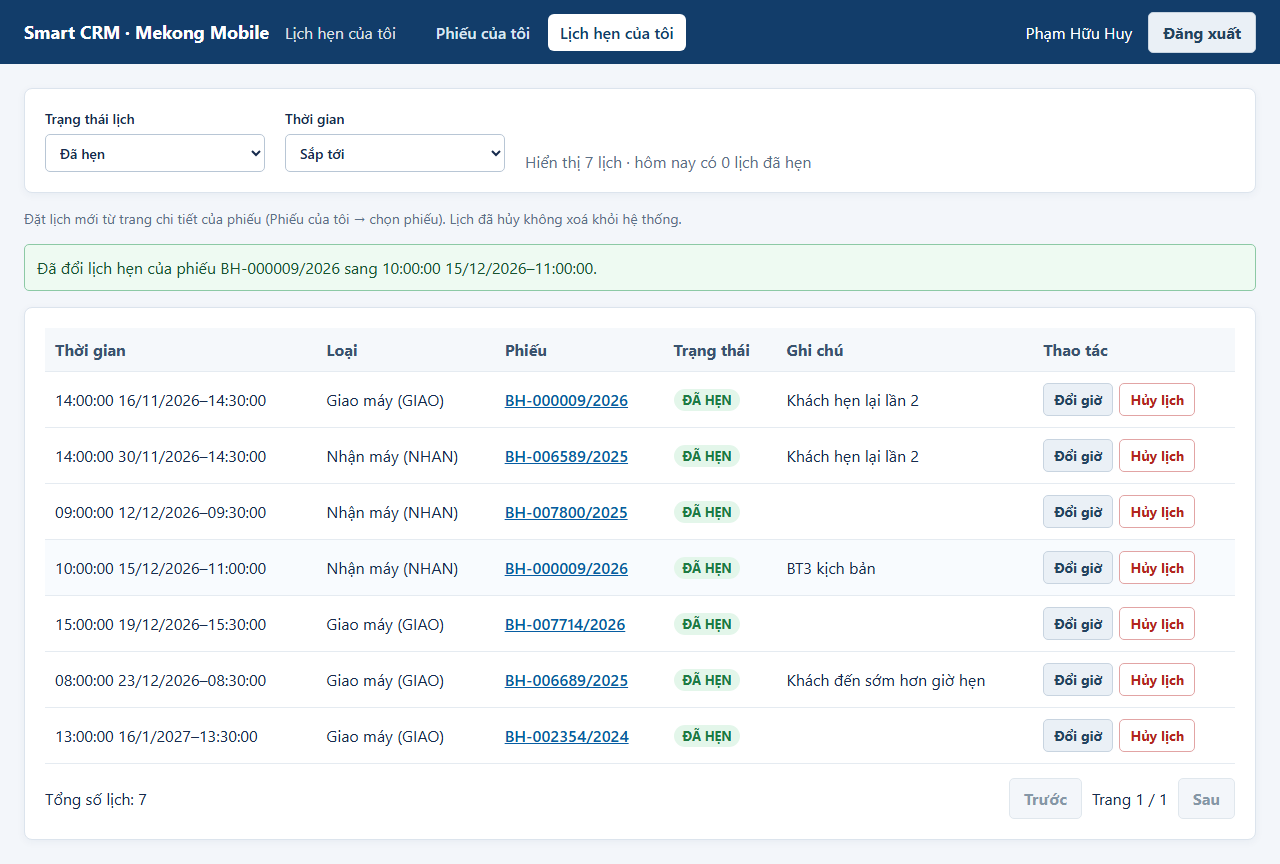 Smart CRM · Mekong Mobile Lịch hẹn của tôi Phiếu của tôi Lịch hẹn của tôi Phạm Hữu Huy Đăng xuất
Trạng thái lịch Thời gian
Đã hẹn Sắp tới Hiển thị 7 lịch · hôm nay có 0 lịch đã hẹn
Đặt lịch mới từ trang chi tiết của phiếu (Phiếu của tôi → chọn phiếu). Lịch đã hủy không xoá khỏi hệ thống.
Đã đổi lịch hẹn của phiếu BH-000009/2026 sang 10:00:00 15/12/2026–11:00:00.
Thời gian Loại Phiếu Trạng thái Ghi chú Thao tác
14:00:00 16/11/2026–14:30:00 Giao máy (GIAO) BH-000009/2026 ĐÃ HẸN Khách hẹn lại lần 2 Đổi giờ Hủy lịch
14:00:00 30/11/2026–14:30:00 Nhận máy (NHAN) BH-006589/2025 ĐÃ HẸN Khách hẹn lại lần 2 Đổi giờ Hủy lịch
09:00:00 12/12/2026–09:30:00 Nhận máy (NHAN) BH-007800/2025 ĐÃ HẸN Đổi giờ Hủy lịch
10:00:00 15/12/2026–11:00:00 Nhận máy (NHAN) BH-000009/2026 ĐÃ HẸN BT3 kịch bản Đổi giờ Hủy lịch
15:00:00 19/12/2026–15:30:00 Giao máy (GIAO) BH-007714/2026 ĐÃ HẸN Đổi giờ Hủy lịch
08:00:00 23/12/2026–08:30:00 Giao máy (GIAO) BH-006689/2025 ĐÃ HẸN Khách đến sớm hơn giờ hẹn Đổi giờ Hủy lịch
13:00:00 16/1/2027–13:30:00 Giao máy (GIAO) BH-002354/2024 ĐÃ HẸN Đổi giờ Hủy lịch
Tổng số lịch: 7 Trước Trang 1 / 1 Sau